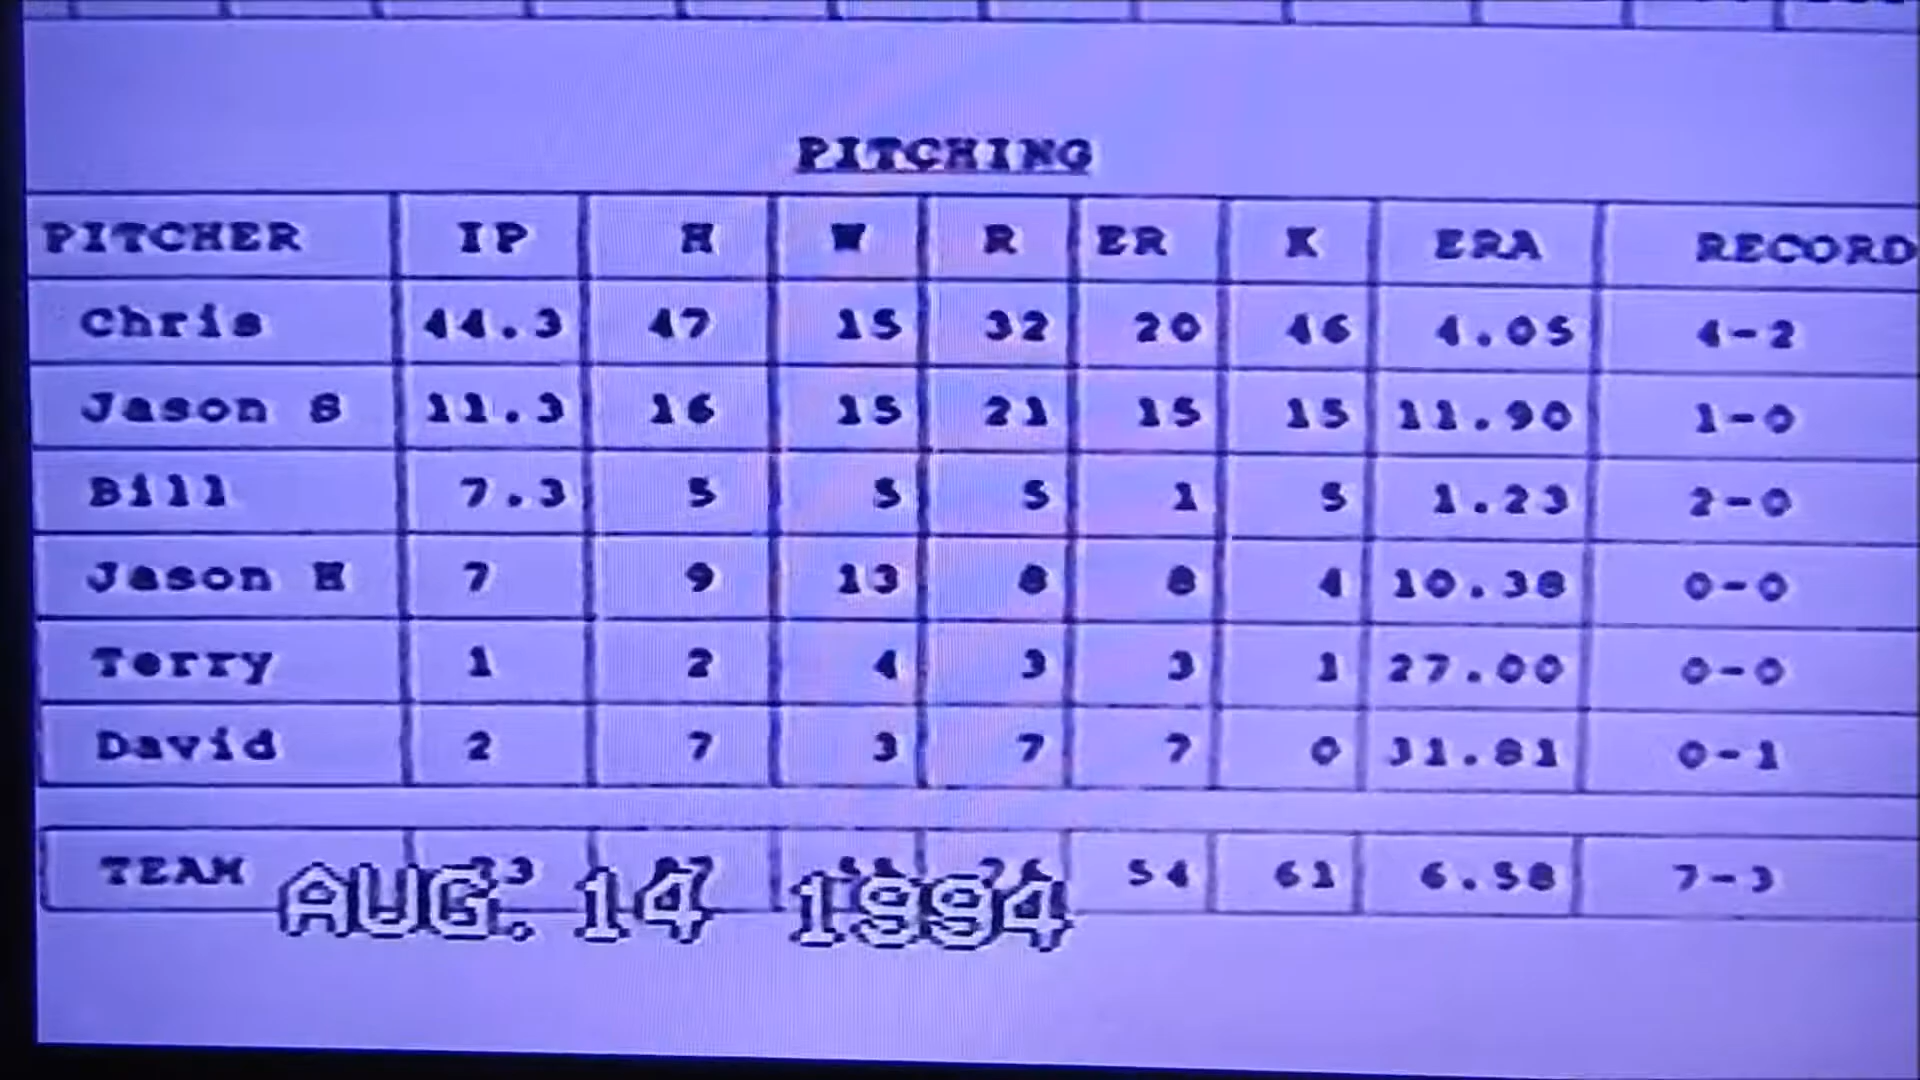 PITCHING
PITCHER IP H W R ER K ERA RECORD
Chris 44.3 47 15 32 20 46 4.05 4-2
Jason S 11.3 16 15 21 15 15 11.90 1-0
Bill 7.3 5 5 5 1 5 1.23 2-0
Jason H 7 9 13 8 8 4 10.38 0-0
Terry 1 2 4 3 3 1 27.00 0-0
David 2 7 3 7 7 0 31.81 0-1
TEAM 54 61 6.58 7-3
AUG. 14 1994